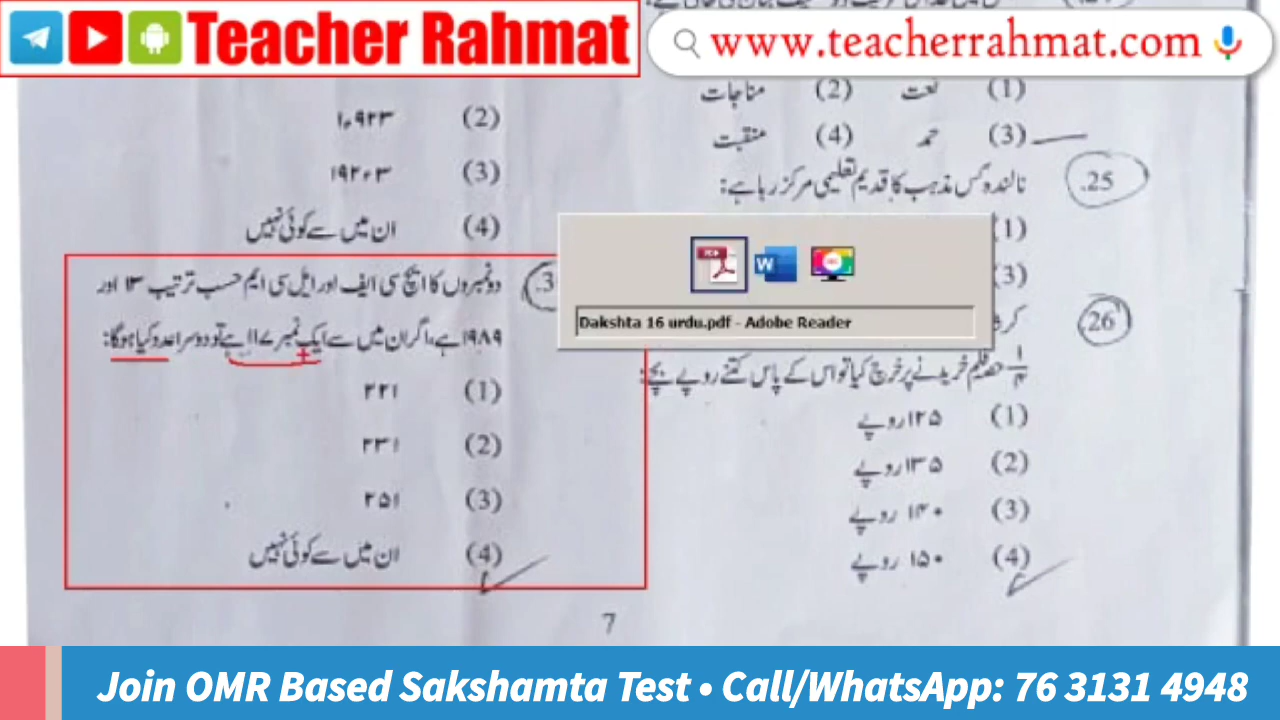 Teacher Rahmat
www.teacherrahmat.com
(1) نعت (2) مناجات
(3) حمد (4) منقبت
.25 نالندہ کس مذہب کا قدیم تعلیمی مرکز رہا ہے:
(1)
(3)
26
۱/۴ حصہ قلم خریدنے پر خرچ کیا تو اس کے پاس کتنے روپے بچے:
(1) ۱۲۵ روپے
(2) ۱۳۵ روپے
(3) ۱۴۰ روپے
(4) ۱۵۰ روپے
(2) ۱۰۹۲۳
(3) ۱۹۲۰۳
(4) ان میں سے کوئی نہیں
دو نمبروں کا ایچ سی ایف اور ایل سی ایم حسب ترتیب ۱۳ اور
۱۹۸۹ ہے، اگر ان میں سے ایک نمبر ۱۱۷ ہے تو دوسرا عدد کیا ہوگا:
(1) ۲۲۱
(2) ۲۳۱
(3) ۲۵۱
(4) ان میں سے کوئی نہیں
Dakshta 16 urdu.pdf - Adobe Reader
7
Join OMR Based Sakshamta Test • Call/WhatsApp: 76 3131 4948